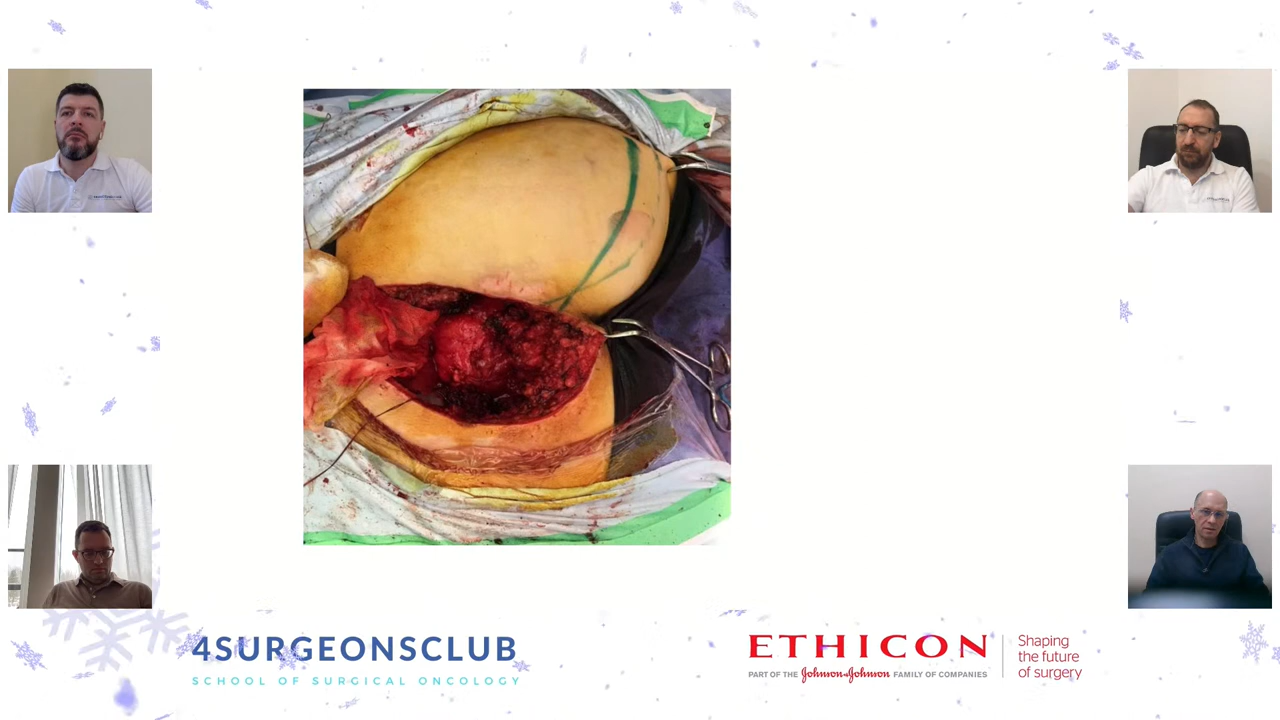 4SURGEONSCLUB
SCHOOL OF SURGICAL ONCOLOGY
ETHICON
PART OF THE Johnson & Johnson FAMILY OF COMPANIES
Shaping
the future
of surgery